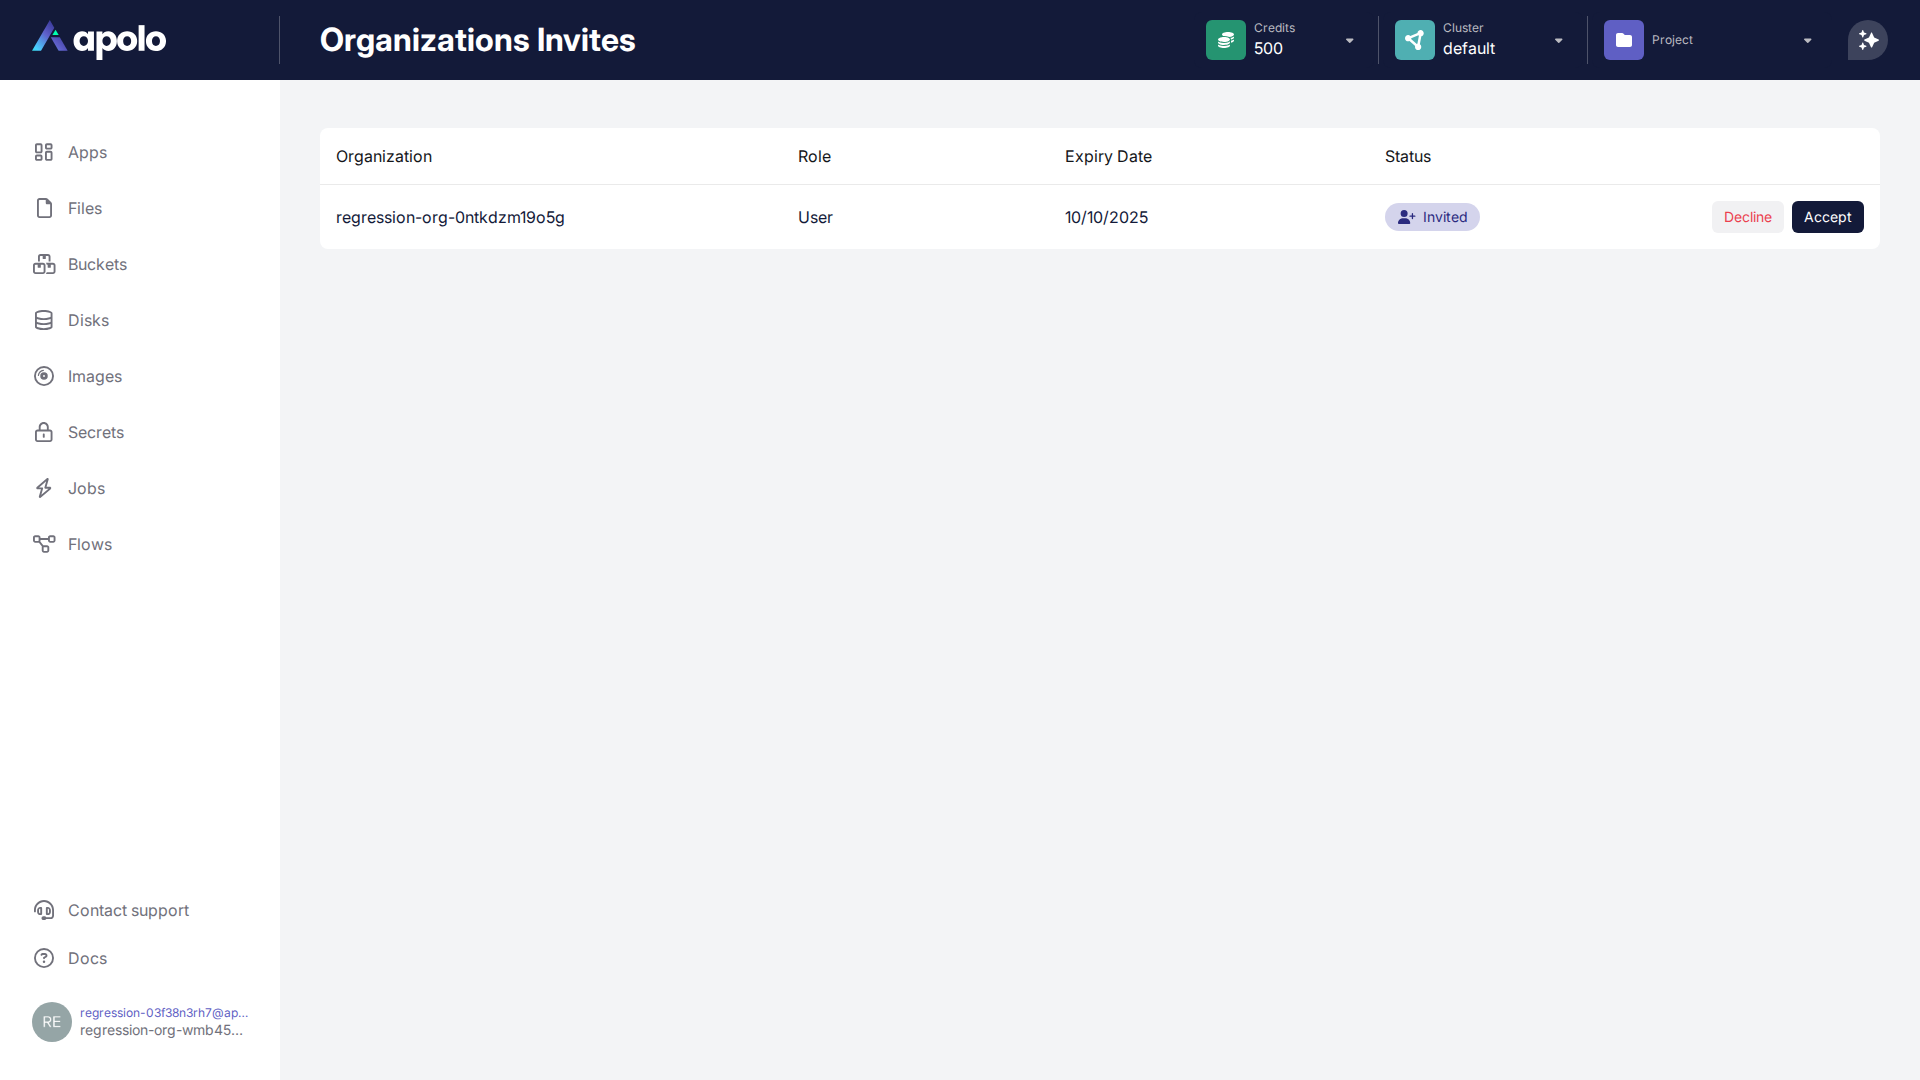 apolo
Organizations Invites
Credits
500
Cluster
default
Project
Apps
Files
Buckets
Disks
Images
Secrets
Jobs
Flows
Organization Role Expiry Date Status
regression-org-0ntkdzm19o5g User 10/10/2025 Invited Decline Accept
Contact support
Docs
RE
regression-03f38n3rh7@ap...
regression-org-wmb45...